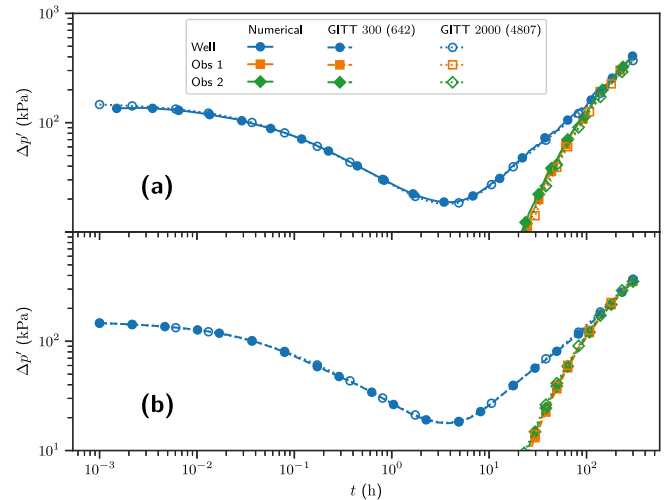 Numerical GITT 300 (642) GITT 2000 (4807)
Well
Obs 1
Obs 2
10³
10²
Δp′ (kPa)
(a)
10²
10¹
Δp′ (kPa)
(b)
10⁻³ 10⁻² 10⁻¹ 10⁰ 10¹ 10²
t (h)